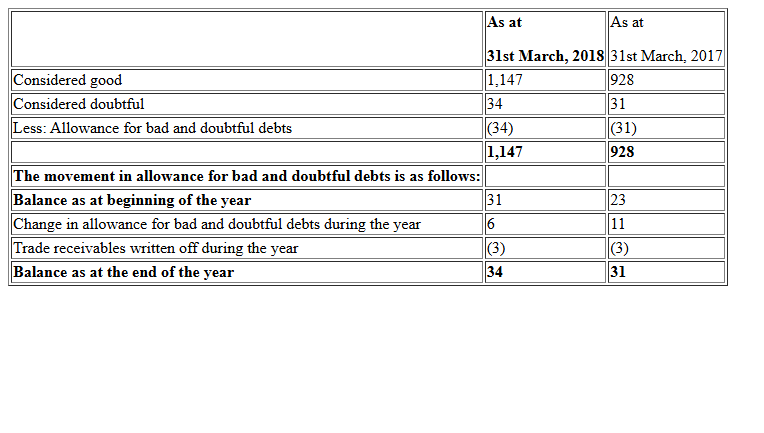 As at As at
31st March, 2018 31st March, 2017
Considered good 1,147 928
Considered doubtful 34 31
Less: Allowance for bad and doubtful debts (34) (31)
1,147 928
The movement in allowance for bad and doubtful debts is as follows:
Balance as at beginning of the year 31 23
Change in allowance for bad and doubtful debts during the year 6 11
Trade receivables written off during the year (3) (3)
Balance as at the end of the year 34 31